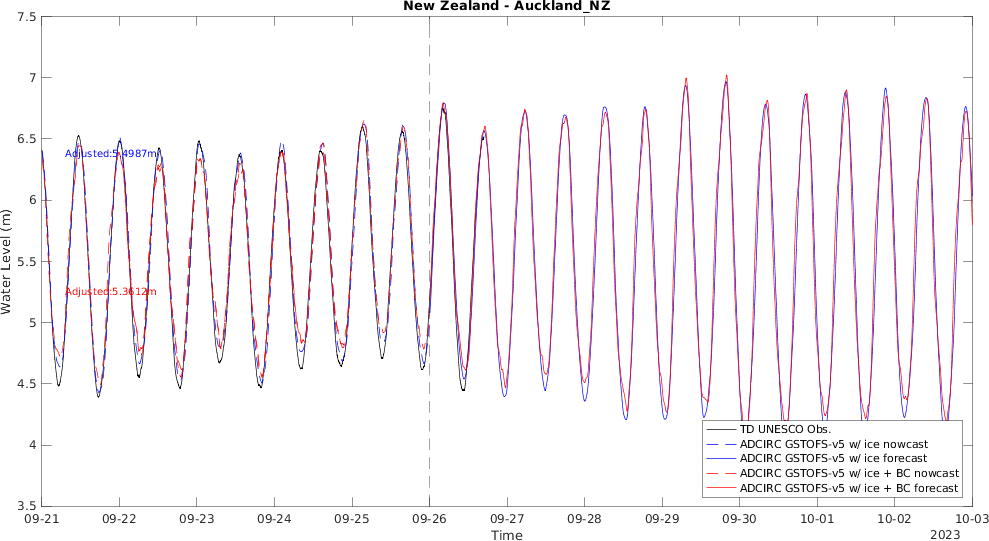 New Zealand - Auckland_NZ
7.5
7
6.5
6
5.5
5
4.5
4
3.5
Water Level (m)
Adjusted:5.4987m
Adjusted:5.3612m
TD UNESCO Obs.
ADCIRC GSTOFS-v5 w/ ice nowcast
ADCIRC GSTOFS-v5 w/ ice forecast
ADCIRC GSTOFS-v5 w/ ice + BC nowcast
ADCIRC GSTOFS-v5 w/ ice + BC forecast
09-21 09-22 09-23 09-24 09-25 09-26 09-27 09-28 09-29 09-30 10-01 10-02 10-03
Time
2023